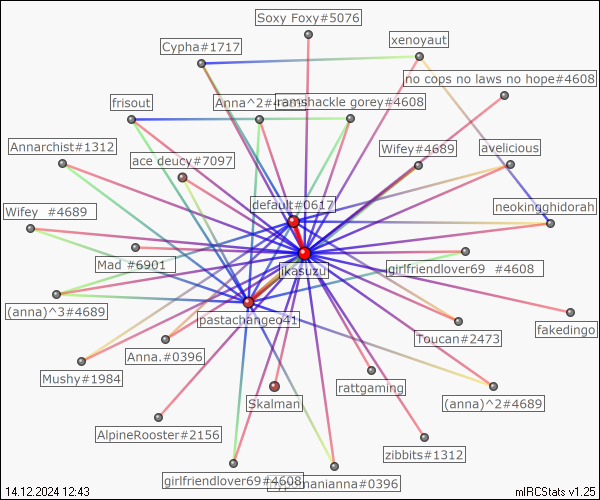 Soxy Foxy#5076
xenoyaut
Cypha#1717
no cops no laws no hope#4608
frisout
Anna^2#4689
ramshackle gorey#4608
Annarchist#1312
ace deucy#7097
Wifey#4689
avelicious
default#0617
Wifey #4689
neokingghidorah
Mad #6901
jkasuzu
girlfriendlover69 #4608
(anna)^3#4689
pastachangeo41
Toucan#2473
fakedingo
Anna.#0396
Mushy#1984
rattgaming
Skalman
(anna)^2#4689
AlpineRooster#2156
zibbits#1312
girlfriendlover69#4608
nianna#0396
14.12.2024 12:43
mIRCStats v1.25